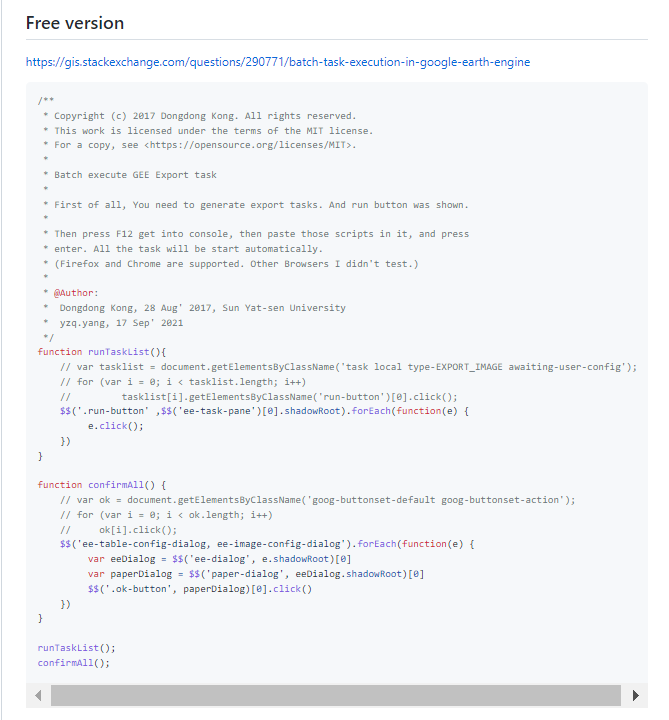 Free version
https://gis.stackexchange.com/questions/290771/batch-task-execution-in-google-earth-engine
/**
 * Copyright (c) 2017 Dongdong Kong. All rights reserved.
 * This work is licensed under the terms of the MIT license.
 * For a copy, see <https://opensource.org/licenses/MIT>.
 *
 * Batch execute GEE Export task
 *
 * First of all, You need to generate export tasks. And run button was shown.
 *
 * Then press F12 get into console, then paste those scripts in it, and press
 * enter. All the task will be start automatically.
 * (Firefox and Chrome are supported. Other Browsers I didn't test.)
 *
 * @Author:
 *  Dongdong Kong, 28 Aug' 2017, Sun Yat-sen University
 *  yzq.yang, 17 Sep' 2021
 */
function runTaskList(){
    // var tasklist = document.getElementsByClassName('task local type-EXPORT_IMAGE awaiting-user-config');
    // for (var i = 0; i < tasklist.length; i++)
    //         tasklist[i].getElementsByClassName('run-button')[0].click();
    $$('.run-button' ,$$('ee-task-pane')[0].shadowRoot).forEach(function(e) {
         e.click();
    })
}

function confirmAll() {
    // var ok = document.getElementsByClassName('goog-buttonset-default goog-buttonset-action');
    // for (var i = 0; i < ok.length; i++)
    //     ok[i].click();
    $$('ee-table-config-dialog, ee-image-config-dialog').forEach(function(e) {
         var eeDialog = $$('ee-dialog', e.shadowRoot)[0]
         var paperDialog = $$('paper-dialog', eeDialog.shadowRoot)[0]
         $$('.ok-button', paperDialog)[0].click()
    })
}

runTaskList();
confirmAll();